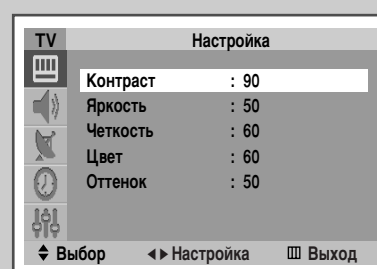 TV Настройка
Контраст : 90
Яркость : 50
Четкость : 60
Цвет : 60
Оттенок : 50
Выбор Настройка Выход